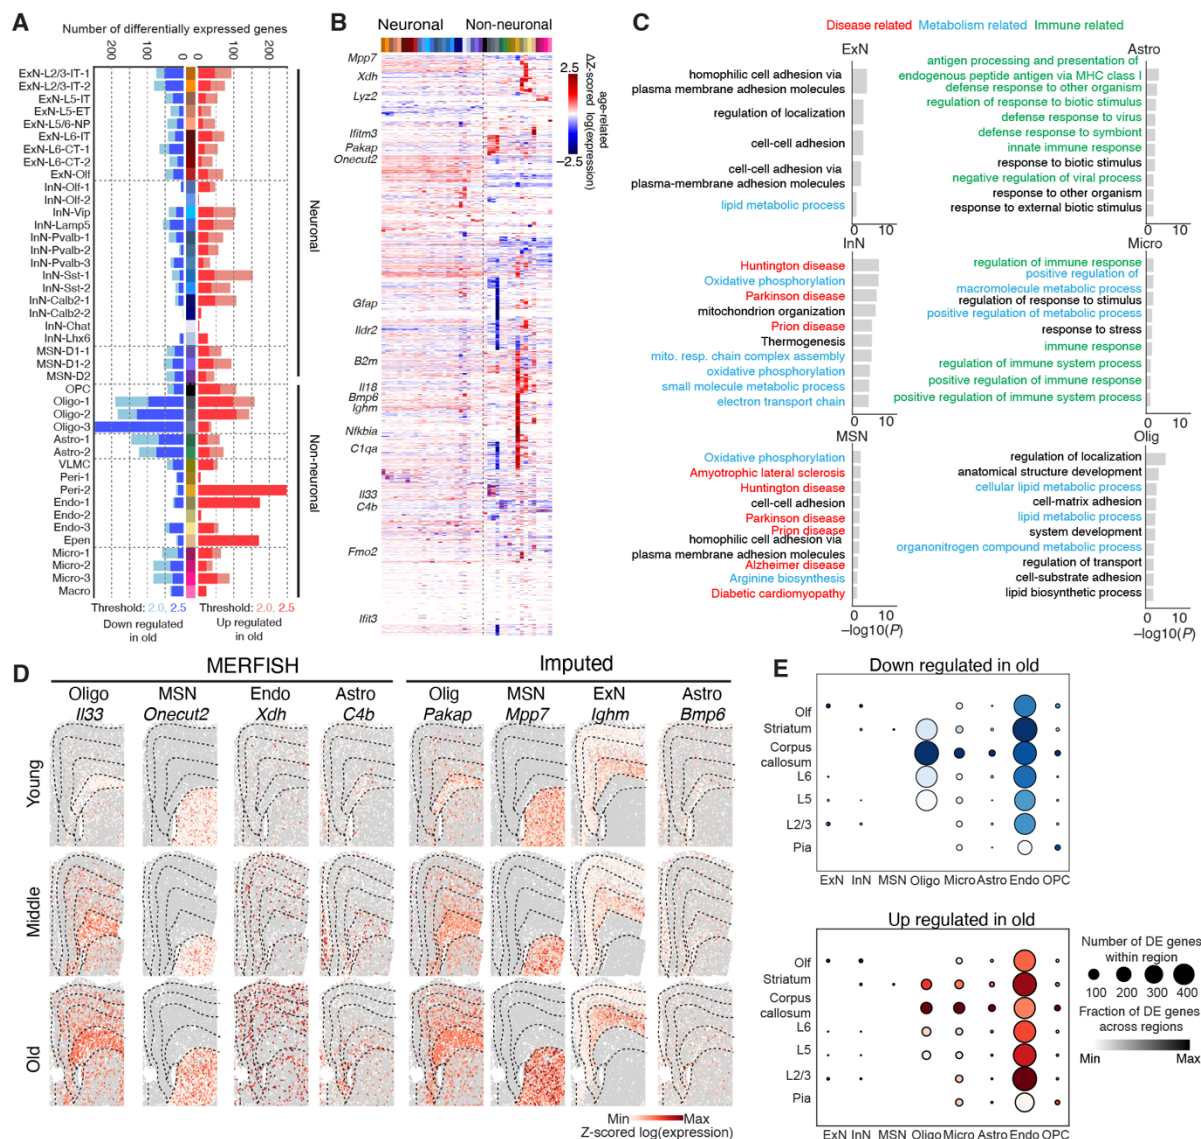 A
Number of differentially expressed genes
200
100
0
0
100
200
ExN-L2/3-IT-1
ExN-L2/3-IT-2
ExN-L5-IT
ExN-L5-ET
ExN-L5/6-NP
ExN-L6-IT
ExN-L6-CT-1
ExN-L6-CT-2
ExN-Olf
InN-Olf-1
InN-Olf-2
InN-Vip
InN-Lamp5
InN-Pvalb-1
InN-Pvalb-2
InN-Pvalb-3
InN-Sst-1
InN-Sst-2
InN-Calb2-1
InN-Calb2-2
InN-Chat
InN-Lhx6
MSN-D1-1
MSN-D1-2
MSN-D2
OPC
Oligo-1
Oligo-2
Oligo-3
Astro-1
Astro-2
VLMC
Peri-1
Peri-2
Endo-1
Endo-2
Endo-3
Epen
Micro-1
Micro-2
Micro-3
Macro
Neuronal
Non-neuronal
Threshold: 2.0, 2.5
Down regulated
in old
Threshold: 2.0, 2.5
Up regulated
in old
B
Neuronal
Non-neuronal
Mpp7
Xdh
Lyz2
Ifitm3
Pakap
Onecut2
Gfap
Ildr2
B2m
Il18
Bmp6
Ighm
Nfkbia
C1qa
Il33
C4b
Fmo2
Ifit3
2.5
−2.5
age-related
ΔZ-scored log(expression)
C
Disease related
Metabolism related
Immune related
ExN
homophilic cell adhesion via
plasma membrane adhesion molecules
regulation of localization
cell-cell adhesion
cell-cell adhesion via
plasma-membrane adhesion molecules
lipid metabolic process
0
10
Astro
antigen processing and presentation of
endogenous peptide antigen via MHC class I
defense response to other organism
regulation of response to biotic stimulus
defense response to virus
defense response to symbiont
innate immune response
response to biotic stimulus
negative regulation of viral process
response to other organism
response to external biotic stimulus
0
10
InN
Huntington disease
Oxidative phosphorylation
Parkinson disease
mitochondrion organization
Prion disease
Thermogenesis
mito. resp. chain complex assembly
oxidative phosphorylation
small molecule metabolic process
electron transport chain
0
10
Micro
regulation of immune response
positive regulation of
macromolecule metabolic process
regulation of response to stimulus
positive regulation of metabolic process
response to stress
immune response
regulation of immune system process
positive regulation of immune response
positive regulation of immune system process
0
10
MSN
Oxidative phosphorylation
Amyotrophic lateral sclerosis
Huntington disease
cell-cell adhesion
Parkinson disease
Prion disease
homophilic cell adhesion via
plasma membrane adhesion molecules
Alzheimer disease
Arginine biosynthesis
Diabetic cardiomyopathy
0
10
−log10(P)
Olig
regulation of localization
anatomical structure development
cellular lipid metabolic process
cell-matrix adhesion
lipid metabolic process
system development
organonitrogen compound metabolic process
regulation of transport
cell-substrate adhesion
lipid biosynthetic process
0
10
−log10(P)
D
MERFISH
Imputed
Oligo
Il33
MSN
Onecut2
Endo
Xdh
Astro
C4b
Olig
Pakap
MSN
Mpp7
ExN
Ighm
Astro
Bmp6
Young
Middle
Old
Min
Max
Z-scored log(expression)
E
Down regulated in old
Olf
Striatum
Corpus
callosum
L6
L5
L2/3
Pia
ExN InN MSN Oligo Micro Astro Endo OPC
Up regulated in old
Olf
Striatum
Corpus
callosum
L6
L5
L2/3
Pia
ExN InN MSN Oligo Micro Astro Endo OPC
Number of DE genes
within region
100 200 300 400
Fraction of DE genes
across regions
Min
Max